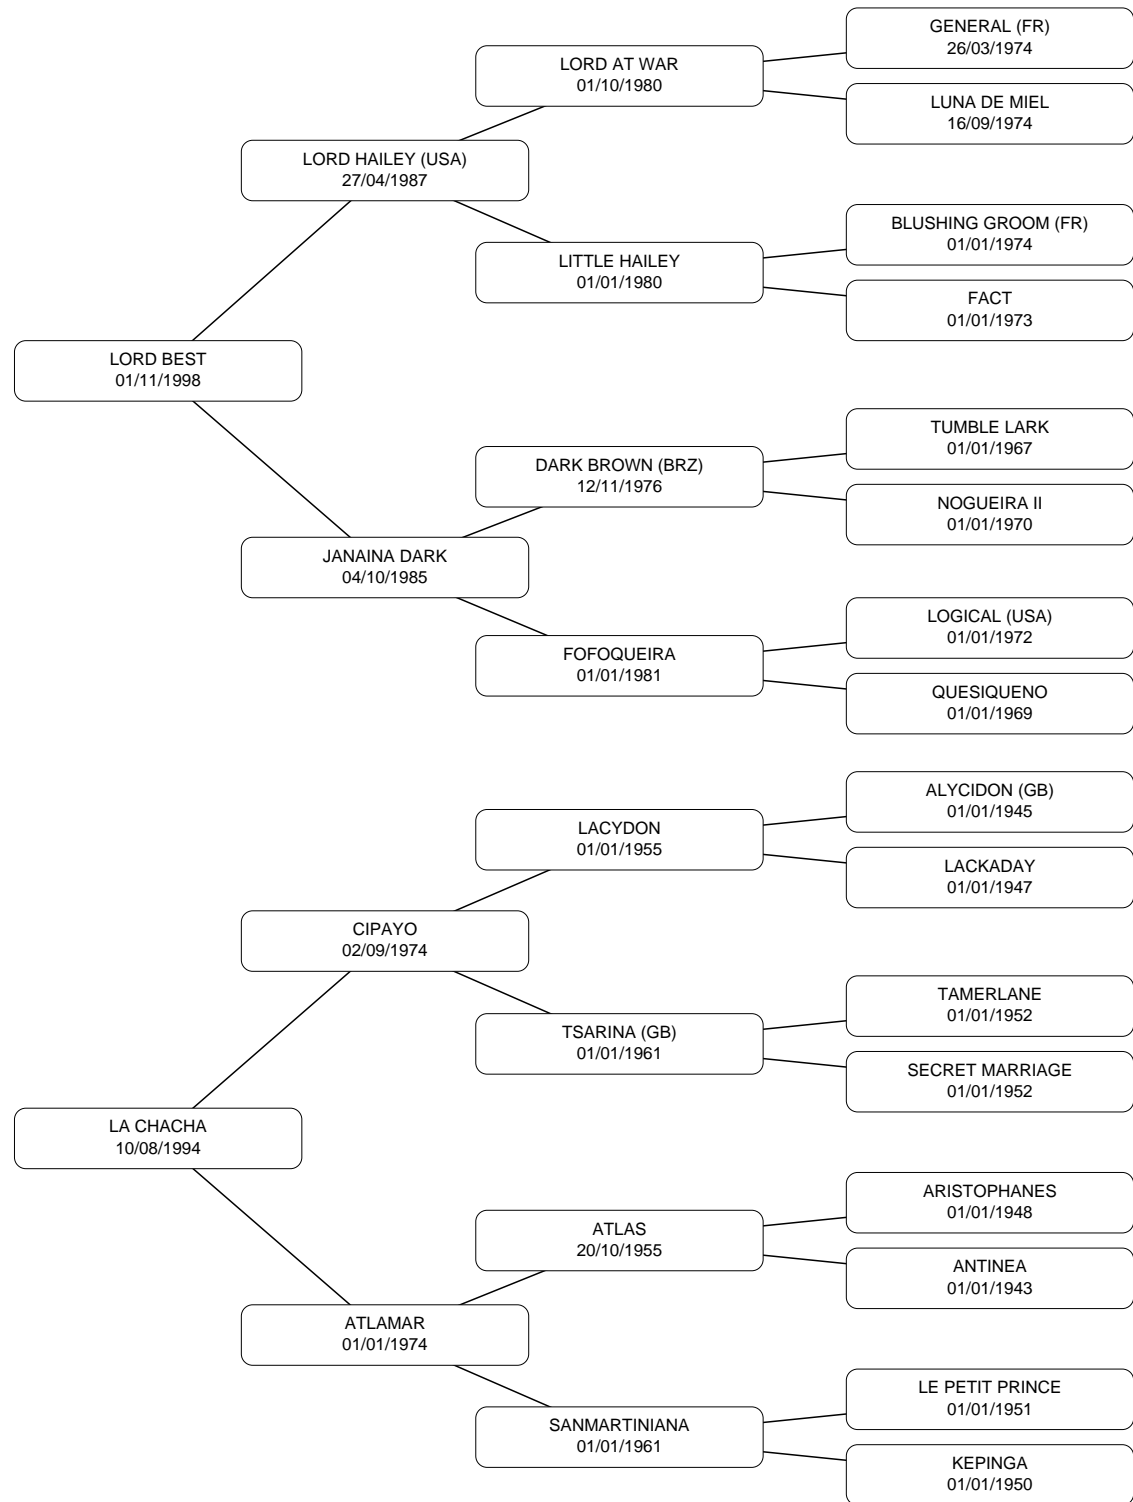 GENERAL (FR)
26/03/1974
LORD AT WAR
01/10/1980
LUNA DE MIEL
16/09/1974
LORD HAILEY (USA)
27/04/1987
BLUSHING GROOM (FR)
01/01/1974
LITTLE HAILEY
01/01/1980
FACT
01/01/1973
LORD BEST
01/11/1998
TUMBLE LARK
01/01/1967
DARK BROWN (BRZ)
12/11/1976
NOGUEIRA II
01/01/1970
JANAINA DARK
04/10/1985
LOGICAL (USA)
01/01/1972
FOFOQUEIRA
01/01/1981
QUESIQUENO
01/01/1969
ALYCIDON (GB)
01/01/1945
LACYDON
01/01/1955
LACKADAY
01/01/1947
CIPAYO
02/09/1974
TAMERLANE
01/01/1952
TSARINA (GB)
01/01/1961
SECRET MARRIAGE
01/01/1952
LA CHACHA
10/08/1994
ARISTOPHANES
01/01/1948
ATLAS
20/10/1955
ANTINEA
01/01/1943
ATLAMAR
01/01/1974
LE PETIT PRINCE
01/01/1951
SANMARTINIANA
01/01/1961
KEPINGA
01/01/1950